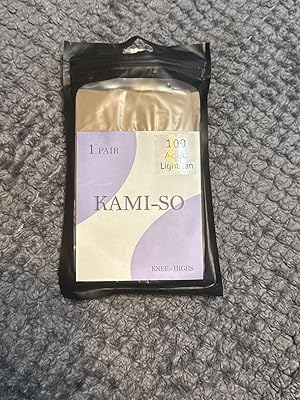 1 PAIR
100
Light Tan
KAMI-SO
KNEE-HIGHS